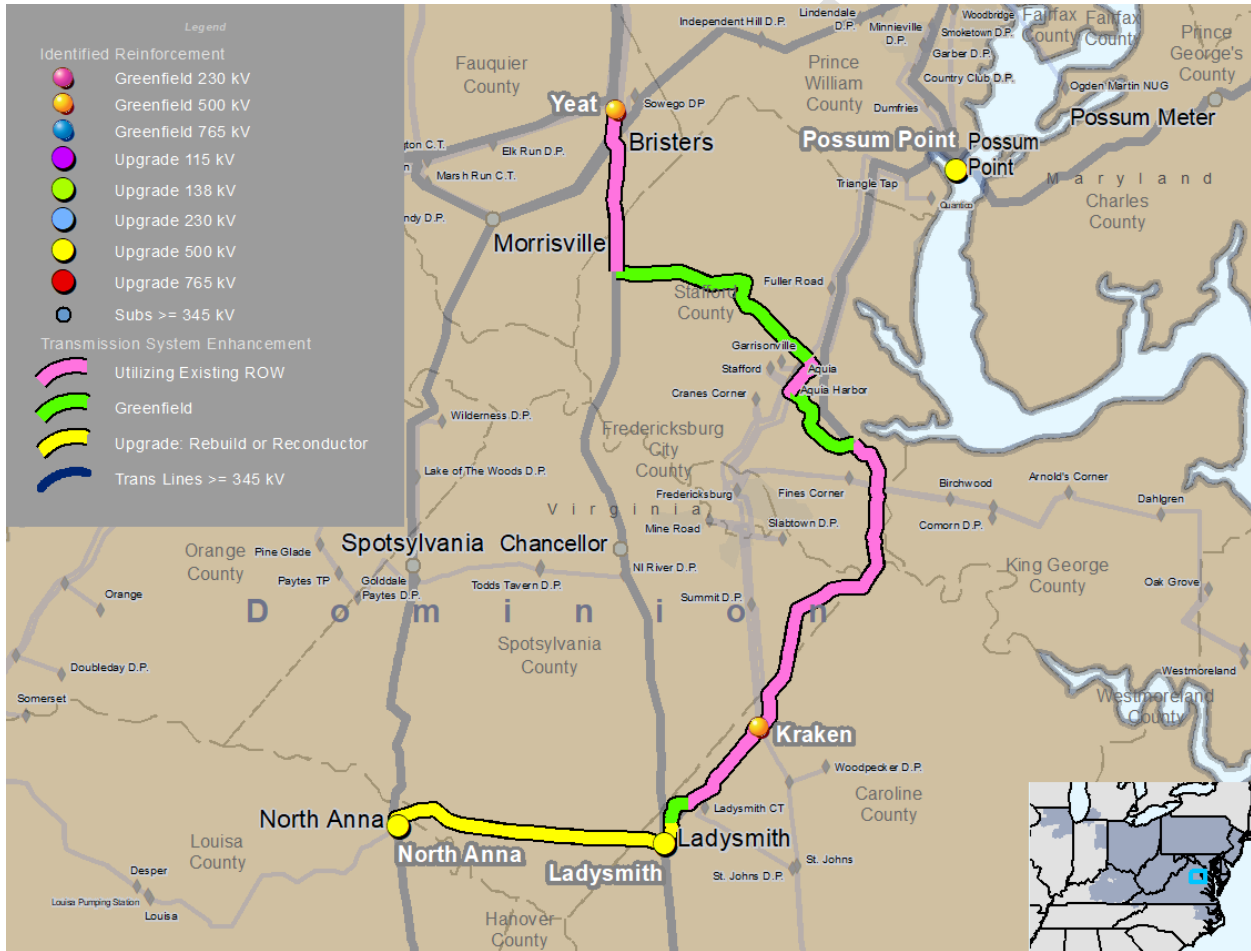 Legend
Identified Reinforcement
Greenfield 230 kV
Greenfield 500 kV
Greenfield 765 kV
Upgrade 115 kV
Upgrade 138 kV
Upgrade 230 kV
Upgrade 500 kV
Upgrade 765 kV
Subs >= 345 kV
Transmission System Enhancement
Utilizing Existing ROW
Greenfield
Upgrade: Rebuild or Reconductor
Trans Lines >= 345 kV
Independent Hill D.P.
Lindendale
D.P.
Minnieville
D.P.
Woodbridge
Smoketown D.P.
Garber D.P.
Country Club D.P.
Fairfax
County
Fairfax
County
Prince
George's
County
Fauquier
County
Prince
William
County
Ogden Martin NUG
Yeat
Sowego DP
Dumfries
Possum Meter
Bristers
Possum Point
Possum
Point
gton C.T.
Elk Run D.P.
Marsh Run C.T.
Triangle Tap
Maryland
Quantico
Charles
County
ndy D.P.
Morrisville
Fuller Road
Stafford
County
Garrisonville
Stafford
Aquia
Aquia Harbor
Cranes Corner
Wilderness D.P.
Fredericksburg
City
County
Lake of The Woods D.P.
Fredericksburg
Fines Corner
Birchwood
Arnold's Corner
Dahlgren
Comorn D.P.
Virginia
Mine Road
Slabtown D.P.
Orange
County
Pine Glade
Spotsylvania
Chancellor
Paytes TP
Golddale
Paytes D.P.
Todds Tavern D.P.
NI River D.P.
King George
County
Oak Grove
Orange
Dominion
Summit D.P.
Spotsylvania
County
Doubleday D.P.
Somerset
Westmoreland
Westmoreland
County
Kraken
Woodpecker D.P.
Caroline
County
Ladysmith CT
North Anna
North Anna
Ladysmith
Ladysmith
Louisa
County
St. Johns
St. Johns D.P.
Desper
Louisa Pumping Station
Louisa
Hanover
County